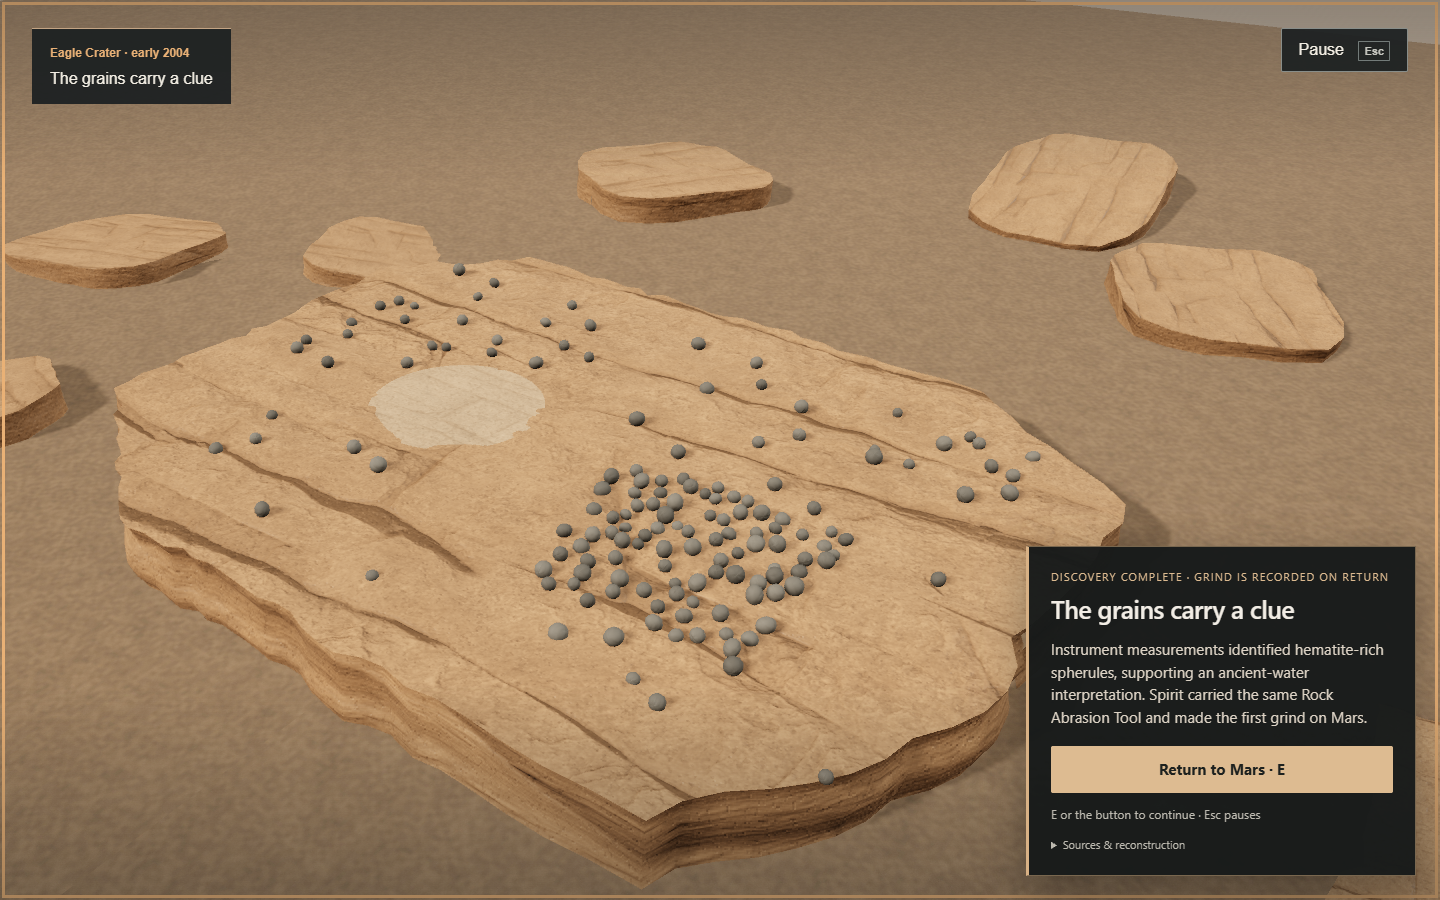 Eagle Crater · early 2004
The grains carry a clue
Pause Esc
DISCOVERY COMPLETE · GRIND IS RECORDED ON RETURN
The grains carry a clue
Instrument measurements identified hematite-rich
spherules, supporting an ancient-water
interpretation. Spirit carried the same Rock
Abrasion Tool and made the first grind on Mars.
Return to Mars · E
E or the button to continue · Esc pauses
Sources & reconstruction